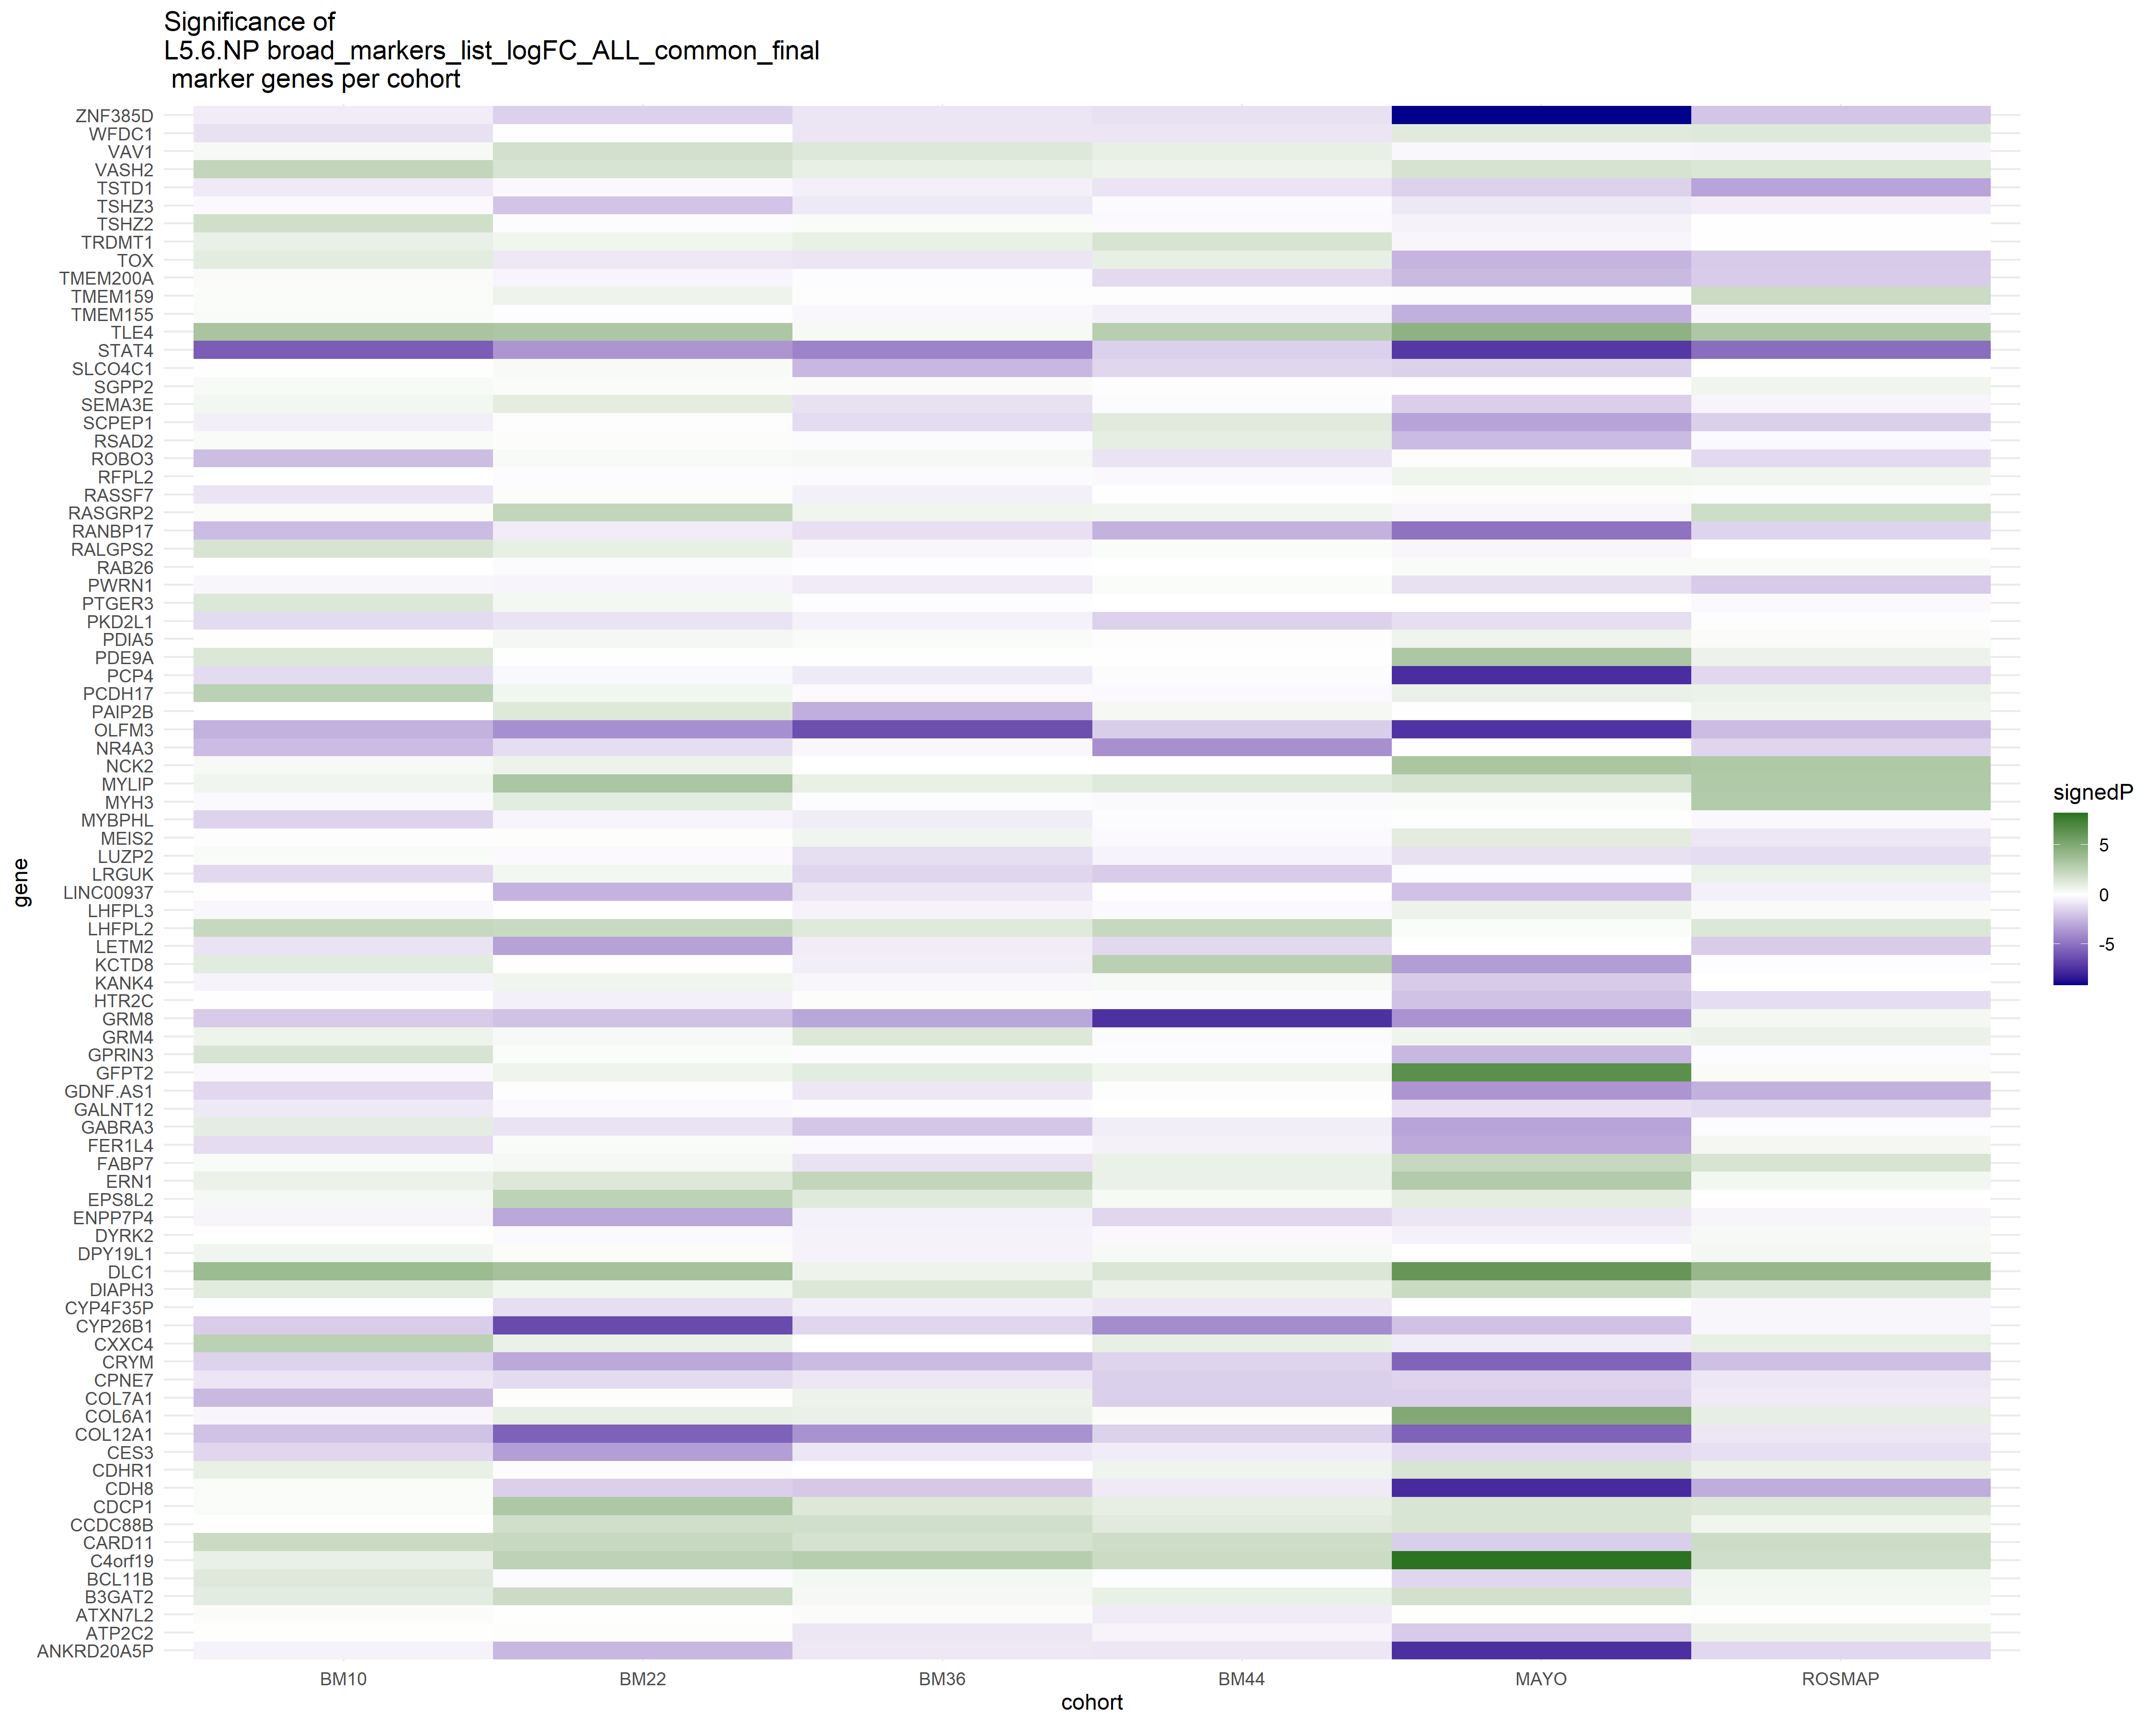 Significance of
L5.6.NP broad_markers_list_logFC_ALL_common_final
marker genes per cohort
ZNF385D
WFDC1
VAV1
VASH2
TSTD1
TSHZ3
TSHZ2
TRDMT1
TOX
TMEM200A
TMEM159
TMEM155
TLE4
STAT4
SLCO4C1
SGPP2
SEMA3E
SCPEP1
RSAD2
ROBO3
RFPL2
RASSF7
RASGRP2
RANBP17
RALGPS2
RAB26
PWRN1
PTGER3
PKD2L1
PDIA5
PDE9A
PCP4
PCDH17
PAIP2B
OLFM3
NR4A3
NCK2
MYLIP
MYH3
MYBPHL
MEIS2
LUZP2
LRGUK
LINC00937
LHFPL3
LHFPL2
LETM2
KCTD8
KANK4
HTR2C
GRM8
GRM4
GPRIN3
GFPT2
GDNF.AS1
GALNT12
GABRA3
FER1L4
FABP7
ERN1
EPS8L2
ENPP7P4
DYRK2
DPY19L1
DLC1
DIAPH3
CYP4F35P
CYP26B1
CXXC4
CRYM
CPNE7
COL7A1
COL6A1
COL12A1
CES3
CDHR1
CDH8
CDCP1
CCDC88B
CARD11
C4orf19
BCL11B
B3GAT2
ATXN7L2
ATP2C2
ANKRD20A5P
gene
BM10 BM22 BM36 BM44 MAYO ROSMAP
cohort
signedP
5
0
-5